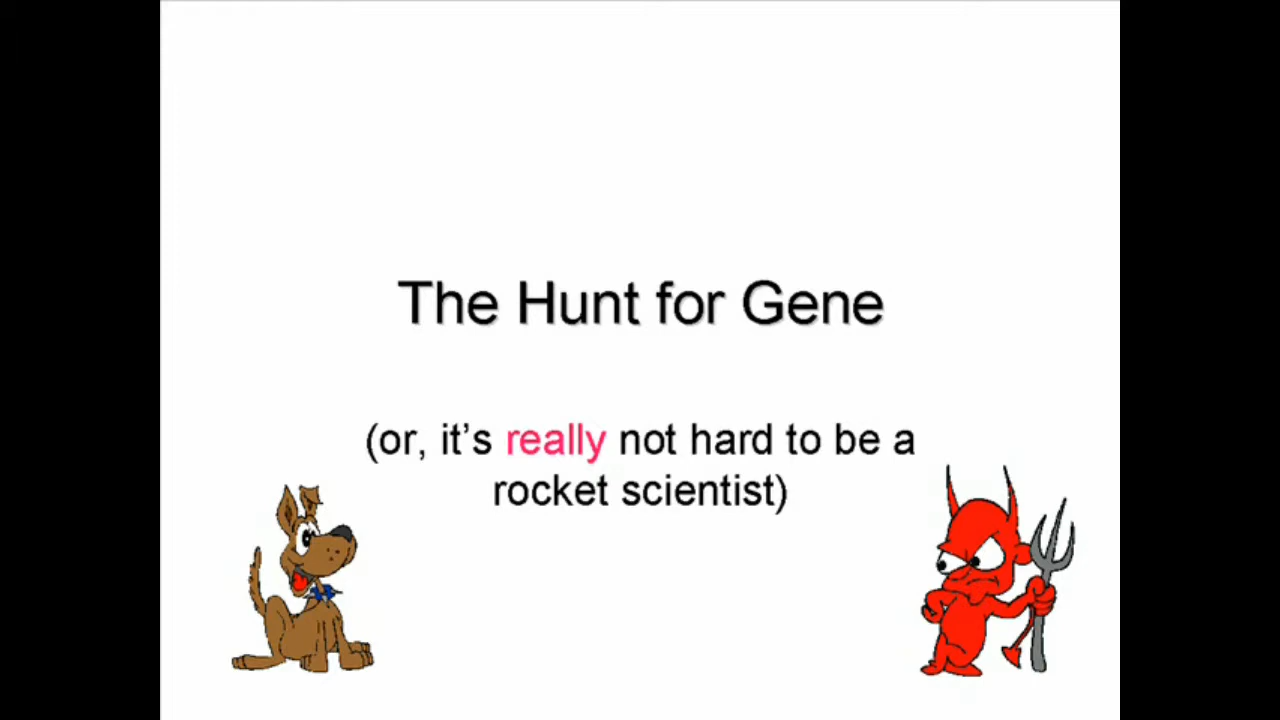 The Hunt for Gene
(or, it’s really not hard to be a
rocket scientist)